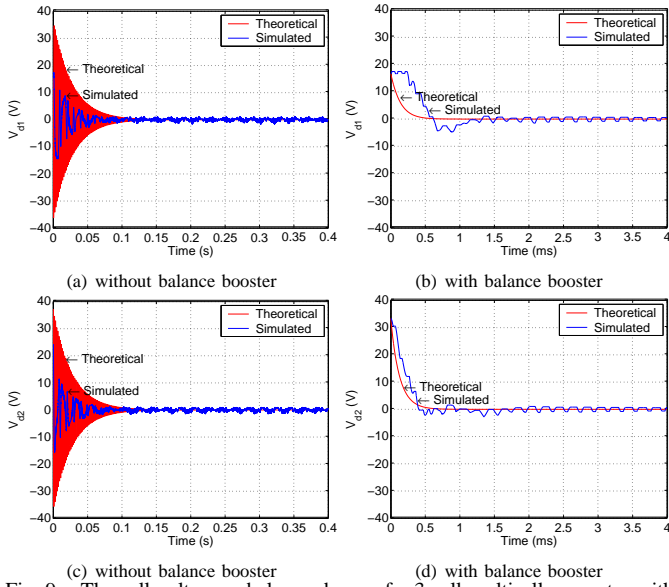 40
30
20
10
0
−10
−20
−30
−40
V_d1 (V)
Theoretical
Simulated
Theoretical
Simulated
0 0.05 0.1 0.15 0.2 0.25 0.3 0.35 0.4
Time (s)
(a) without balance booster
40
30
20
10
0
−10
−20
−30
−40
V_d1 (V)
Theoretical
Simulated
Theoretical
Simulated
0 0.5 1 1.5 2 2.5 3 3.5 4
Time (ms)
(b) with balance booster
40
30
20
10
0
−10
−20
−30
−40
V_d2 (V)
Theoretical
Simulated
Theoretical
Simulated
0 0.05 0.1 0.15 0.2 0.25 0.3 0.35 0.4
Time (s)
(c) without balance booster
40
30
20
10
0
−10
−20
−30
−40
V_d2 (V)
Theoretical
Simulated
Theoretical
Simulated
0 0.5 1 1.5 2 2.5 3 3.5 4
Time (ms)
(d) with balance booster